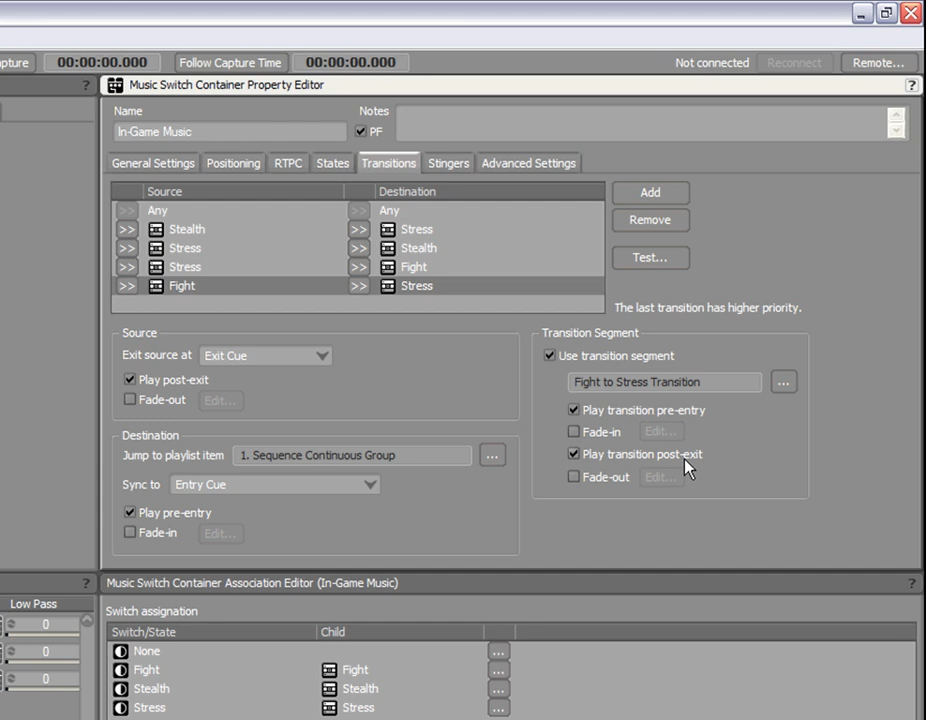 pture 00:00:00.000 Follow Capture Time 00:00:00.000 Not connected Reconnect Remote...
? Music Switch Container Property Editor ?
Name Notes
In-Game Music PF
General Settings Positioning RTPC States Transitions Stingers Advanced Settings
Source Destination
>> Any >> Any
>> Stealth >> Stress
>> Stress >> Stealth
>> Stress >> Fight
>> Fight >> Stress
Add
Remove
Test...
The last transition has higher priority.
Source
Exit source at Exit Cue
Play post-exit
Fade-out Edit...
Destination
Jump to playlist item 1. Sequence Continuous Group ...
Sync to Entry Cue
Play pre-entry
Fade-in Edit...
Transition Segment
Use transition segment
Fight to Stress Transition ...
Play transition pre-entry
Fade-in Edit...
Play transition post-exit
Fade-out Edit...
? Music Switch Container Association Editor (In-Game Music) ?
Low Pass
0
0
0
Switch assignation
Switch/State Child
None ...
Fight Fight ...
Stealth Stealth ...
Stress Stress ...